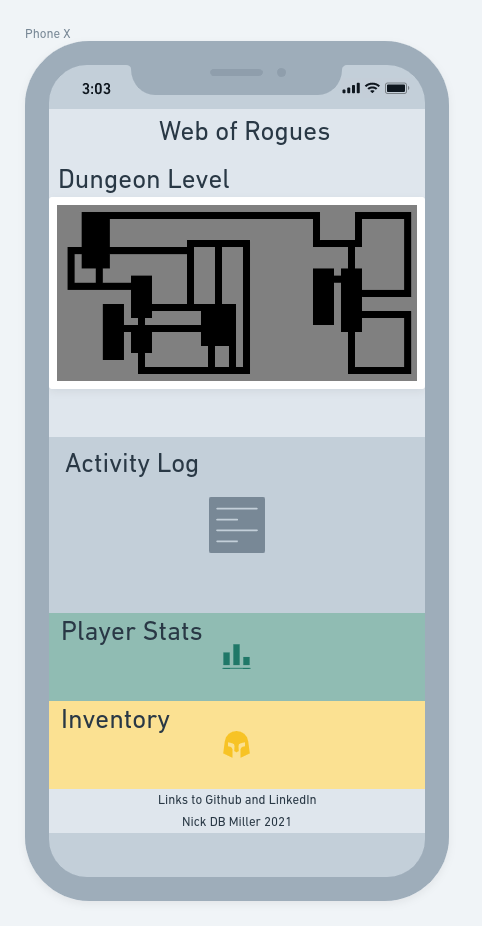 Phone X
3:03
Web of Rogues
Dungeon Level
Activity Log
Player Stats
Inventory
Links to Github and LinkedIn
Nick DB Miller 2021